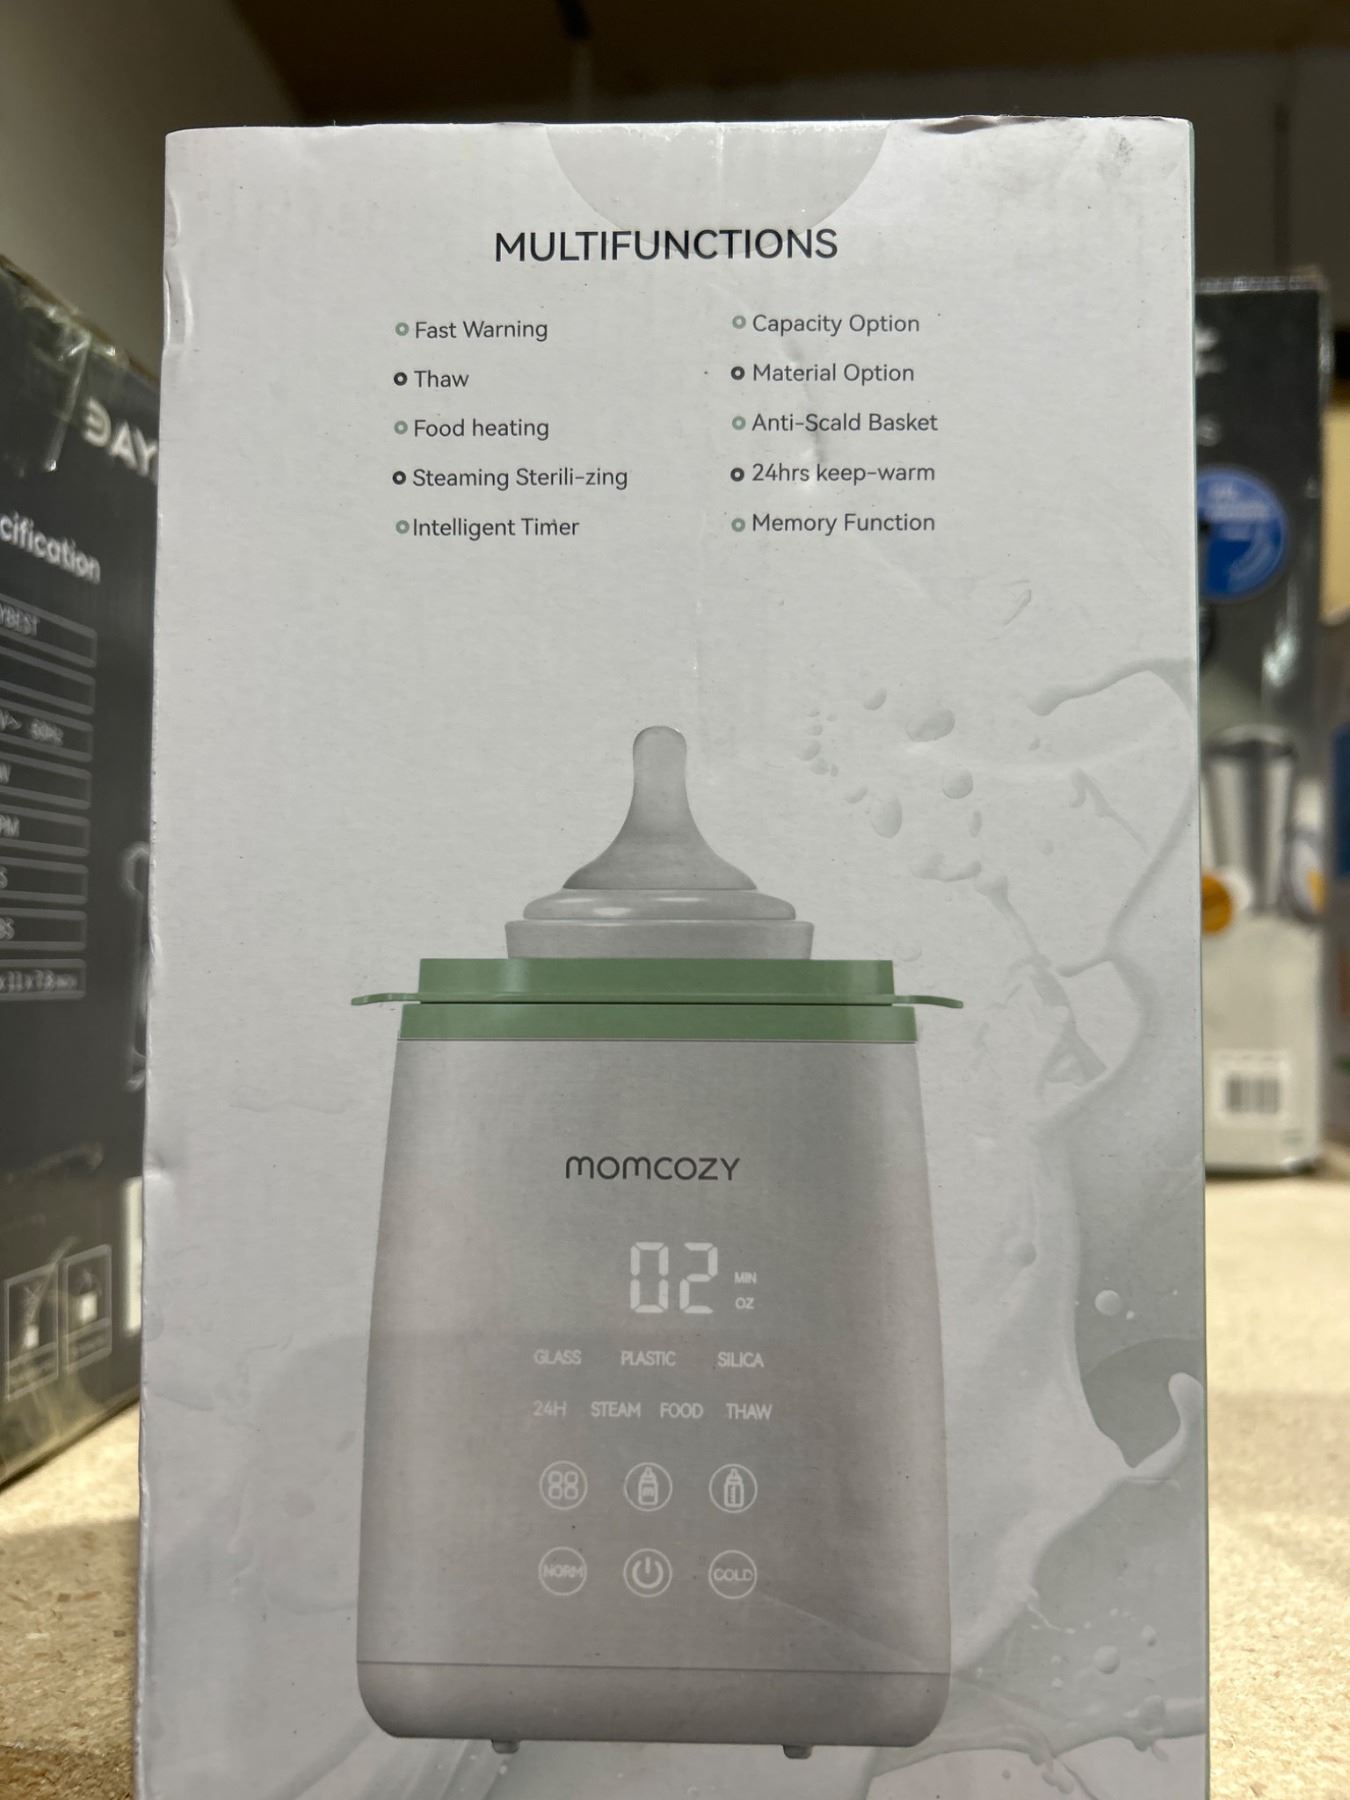 MULTIFUNCTIONS
Fast Warning
Thaw
Food heating
Steaming Sterili-zing
Intelligent Timer
Capacity Option
Material Option
Anti-Scald Basket
24hrs keep-warm
Memory Function
momcozy
02 MIN
OZ
GLASS PLASTIC SILICA
24H STEAM FOOD THAW
NORM COLD
cification
YBEST